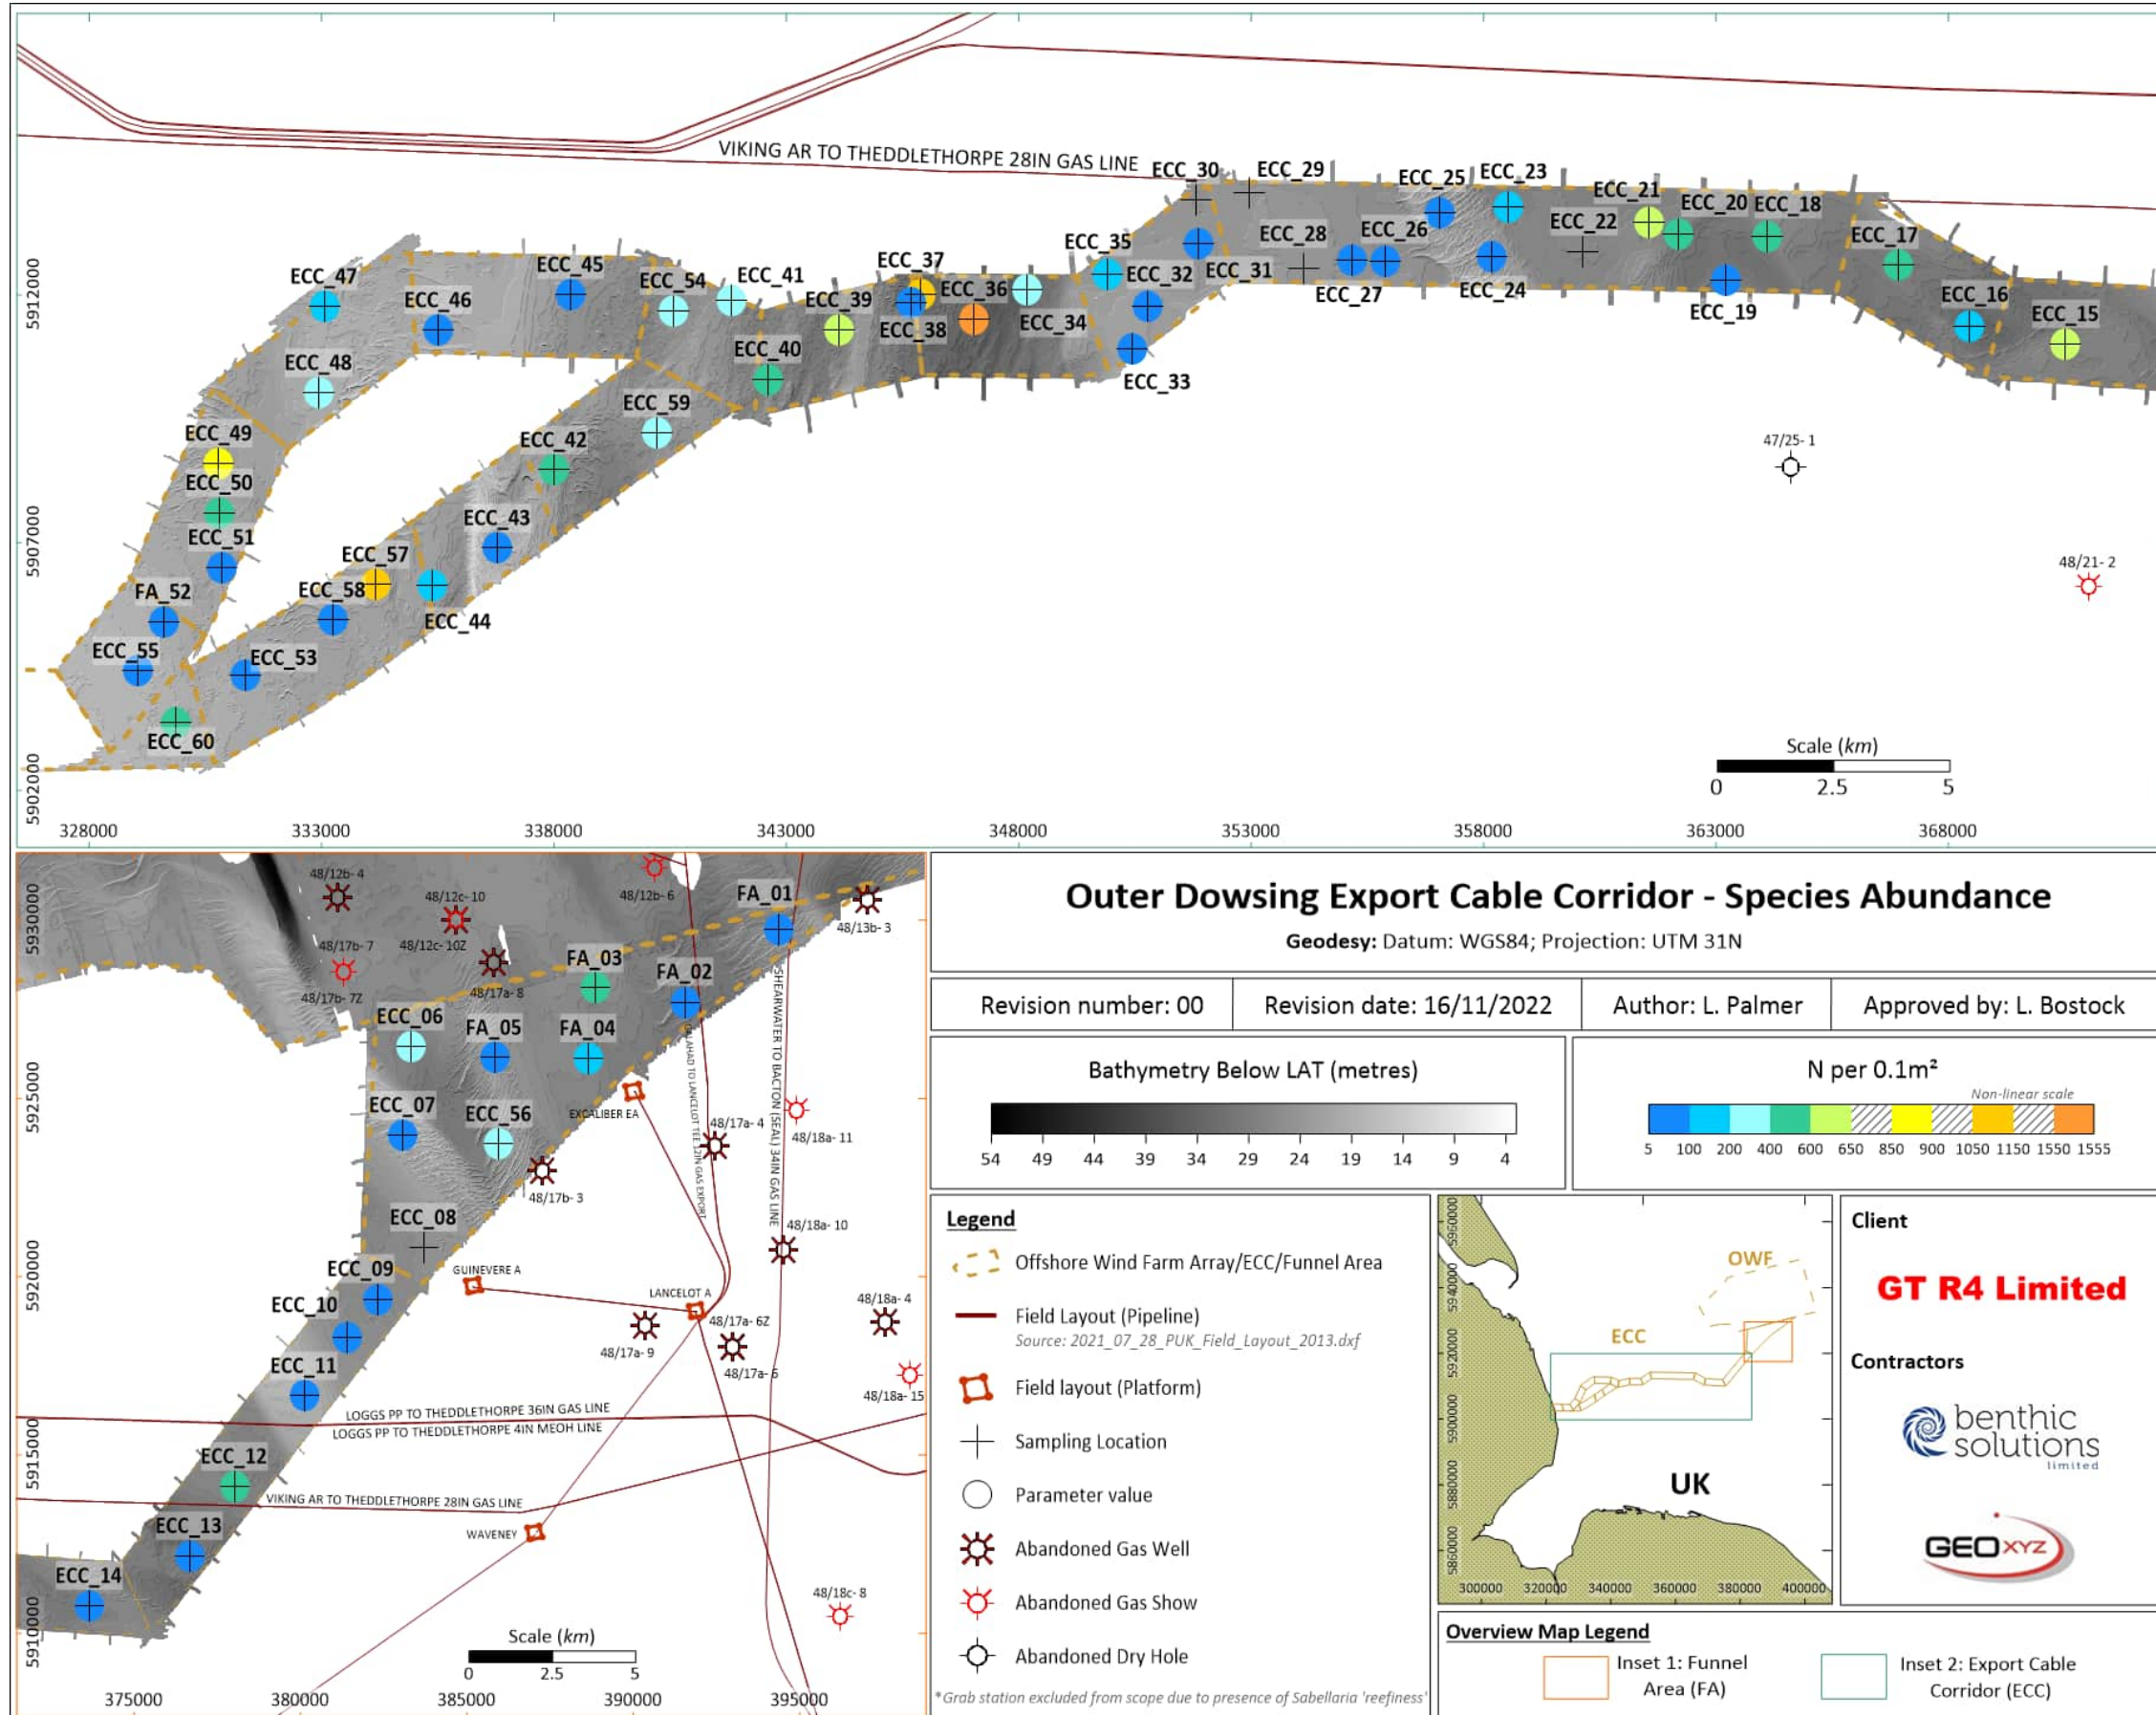 VIKING AR TO THEDDLETHORPE 28IN GAS LINE
ECC_30
ECC_29
ECC_25
ECC_23
ECC_21
ECC_20
ECC_18
ECC_22
ECC_28
ECC_26
ECC_17
ECC_35
ECC_37
ECC_32
ECC_31
ECC_47
ECC_45
ECC_54
ECC_41
ECC_46
ECC_39
ECC_36
ECC_38
ECC_34
ECC_27
ECC_24
ECC_19
ECC_16
ECC_15
ECC_40
ECC_33
ECC_48
ECC_59
ECC_49
ECC_42
47/25- 1
ECC_50
ECC_43
ECC_51
ECC_57
48/21- 2
FA_52
ECC_58
ECC_44
ECC_55
ECC_53
ECC_60
5912000
5907000
5902000
Scale (km)
0 2.5 5
328000 333000 338000 343000 348000 353000 358000 363000 368000
48/12b- 4
48/12c- 10
48/12b- 6
FA_01
48/13b- 3
48/17b- 7
48/12c- 10Z
FA_03
FA_02
48/17b- 7Z
48/17a- 8
ECC_06
FA_05
FA_04
ECC_07
ECC_56
EXCALIBER EA
48/17a- 4
48/18a- 11
SHEARWATER TO BACTON (SEAL) 34IN GAS LINE
48/17b- 3
ECC_08
48/18a- 10
ECC_09
GUINEVERE A
LANCELOT A
ECC_10
48/17a- 6Z
48/18a- 4
48/17a- 9
48/17a- 6
ECC_11
48/18a- 15
LOGGS PP TO THEDDLETHORPE 36IN GAS LINE
LOGGS PP TO THEDDLETHORPE 4IN MEOH LINE
ECC_12
VIKING AR TO THEDDLETHORPE 28IN GAS LINE
ECC_13
WAVENEY
ECC_14
48/18c- 8
Scale (km)
0 2.5 5
5930000
5925000
5920000
5915000
5910000
375000 380000 385000 390000 395000
Outer Dowsing Export Cable Corridor - Species Abundance
Geodesy: Datum: WGS84; Projection: UTM 31N
Revision number: 00
Revision date: 16/11/2022
Author: L. Palmer
Approved by: L. Bostock
Bathymetry Below LAT (metres)
54 49 44 39 34 29 24 19 14 9 4
N per 0.1m²
Non-linear scale
5 100 200 400 600 650 850 900 1050 1150 1550 1555
Legend
Offshore Wind Farm Array/ECC/Funnel Area
Field Layout (Pipeline)
Source: 2021_07_28_PUK_Field_Layout_2013.dxf
Field layout (Platform)
Sampling Location
Parameter value
Abandoned Gas Well
Abandoned Gas Show
Abandoned Dry Hole
*Grab station excluded from scope due to presence of Sabellaria 'reefiness'
OWF
ECC
UK
5940000
5920000
5900000
5880000
5860000
300000 320000 340000 360000 380000 400000
Overview Map Legend
Inset 1: Funnel
Area (FA)
Inset 2: Export Cable
Corridor (ECC)
Client
GT R4 Limited
Contractors
benthic
solutions
limited
GEOXYZ